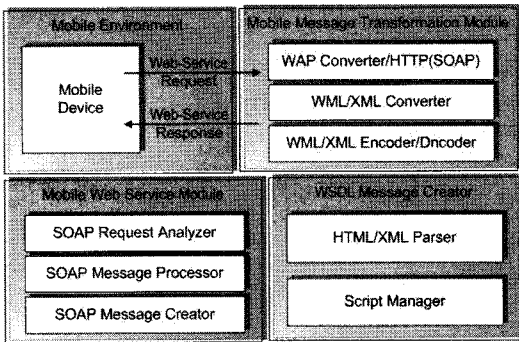 Mobile Environment
Mobile Device
Web-Service Request
Web-Service Response
Mobile Message Transformation Module
WAP Converter/HTTP(SOAP)
WML/XML Converter
WML/XML Encoder/Dncoder
Mobile Web Service Module
SOAP Request Analyzer
SOAP Message Processor
SOAP Message Creator
WSDL Message Creator
HTML/XML Parser
Script Manager